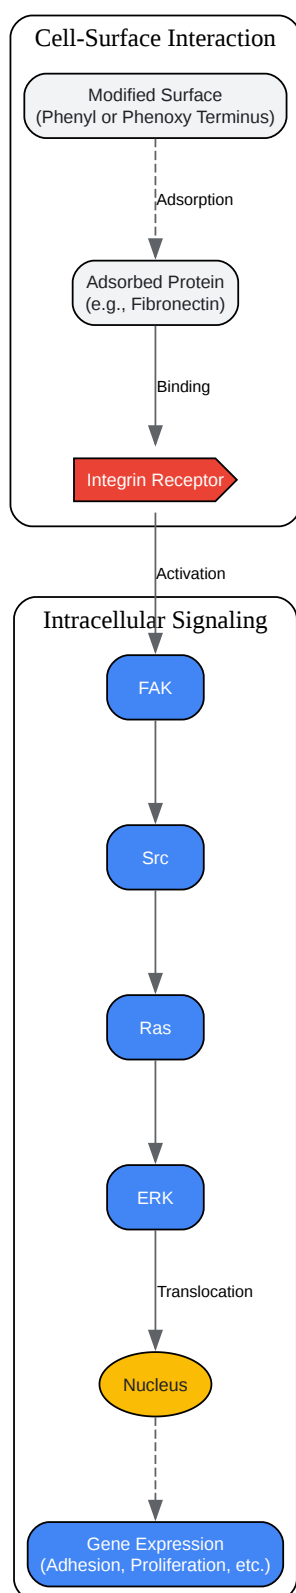 Cell-Surface Interaction
Modified Surface
(Phenyl or Phenoxy Terminus)
Adsorption
Adsorbed Protein
(e.g., Fibronectin)
Binding
Integrin Receptor
Activation
Intracellular Signaling
FAK
Src
Ras
ERK
Translocation
Nucleus
Gene Expression
(Adhesion, Proliferation, etc.)